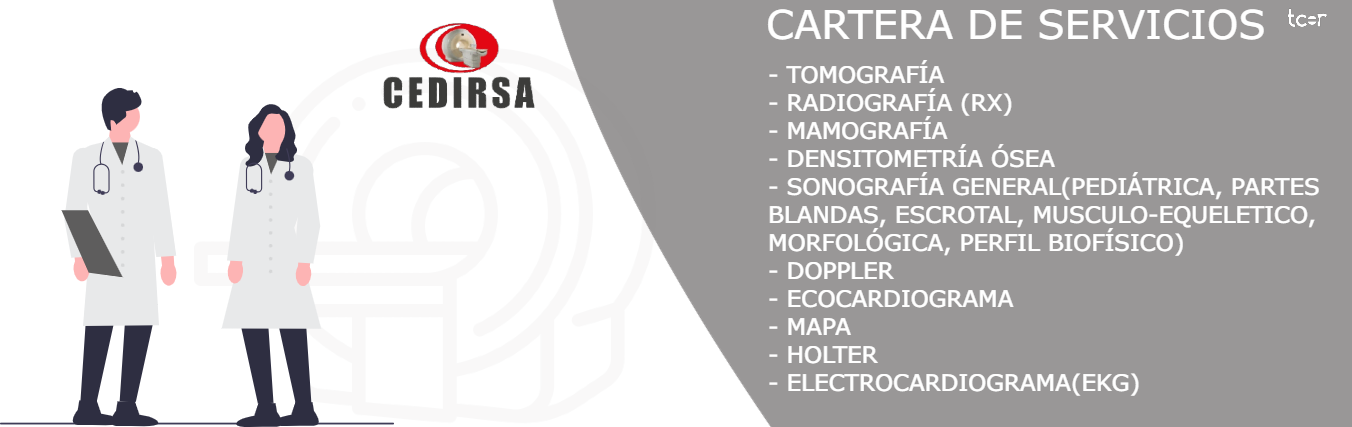 CEDIRSA
CARTERA DE SERVICIOS
tcor
- TOMOGRAFÍA
- RADIOGRAFÍA (RX)
- MAMOGRAFÍA
- DENSITOMETRÍA ÓSEA
- SONOGRAFÍA GENERAL(PEDIÁTRICA, PARTES
BLANDAS, ESCROTAL, MUSCULO-EQUELETICO,
MORFOLÓGICA, PERFIL BIOFÍSICO)
- DOPPLER
- ECOCARDIOGRAMA
- MAPA
- HOLTER
- ELECTROCARDIOGRAMA(EKG)